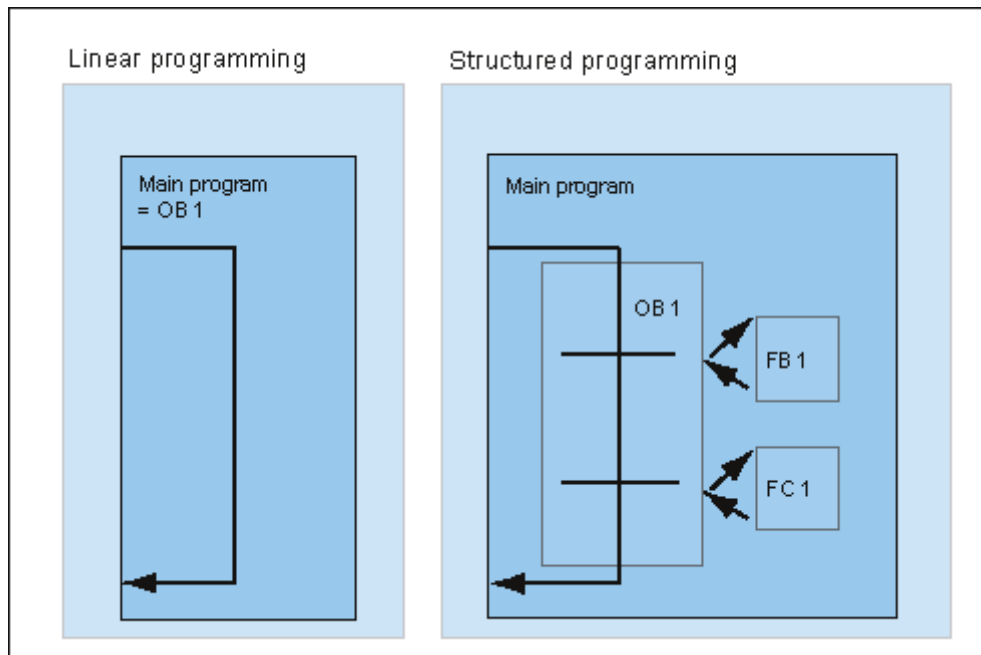 Linear programming
Structured programming
Main program
= OB 1
Main program
OB 1
FB 1
FC 1